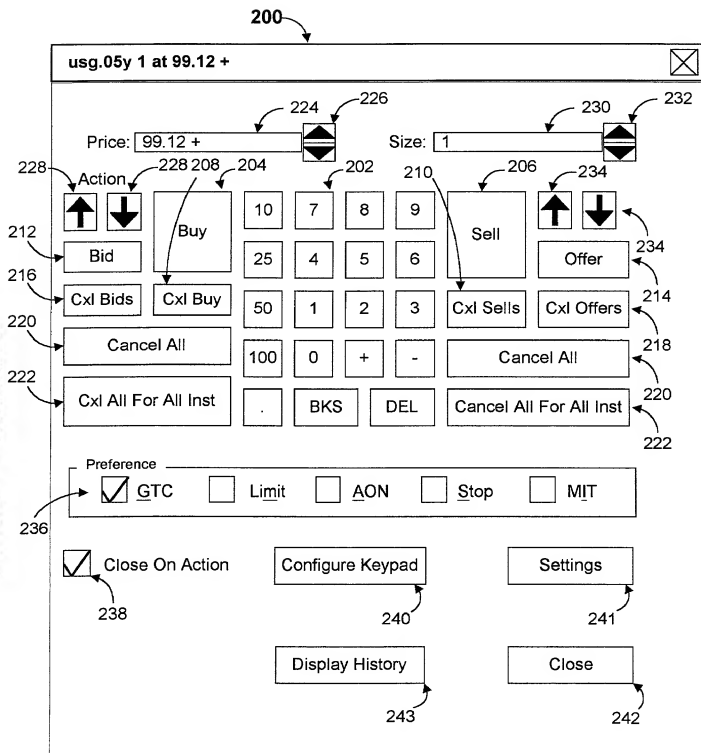 200
usg.05y 1 at 99.12 +
224 226 230 232
Price: 99.12 + Size: 1
Action
228 228 208 204 202 210 206 234
Buy 10 7 8 9 Sell
234
212 Bid 25 4 5 6 Offer
214
216 Cxl Bids Cxl Buy 50 1 2 3 Cxl Sells Cxl Offers
218
220 Cancel All 100 0 + - Cancel All
220
222 Cxl All For All Inst . BKS DEL Cancel All For All Inst
222
Preference
GTC Limit AON Stop MIT
236
Close On Action Configure Keypad Settings
238 240 241
Display History Close
243 242